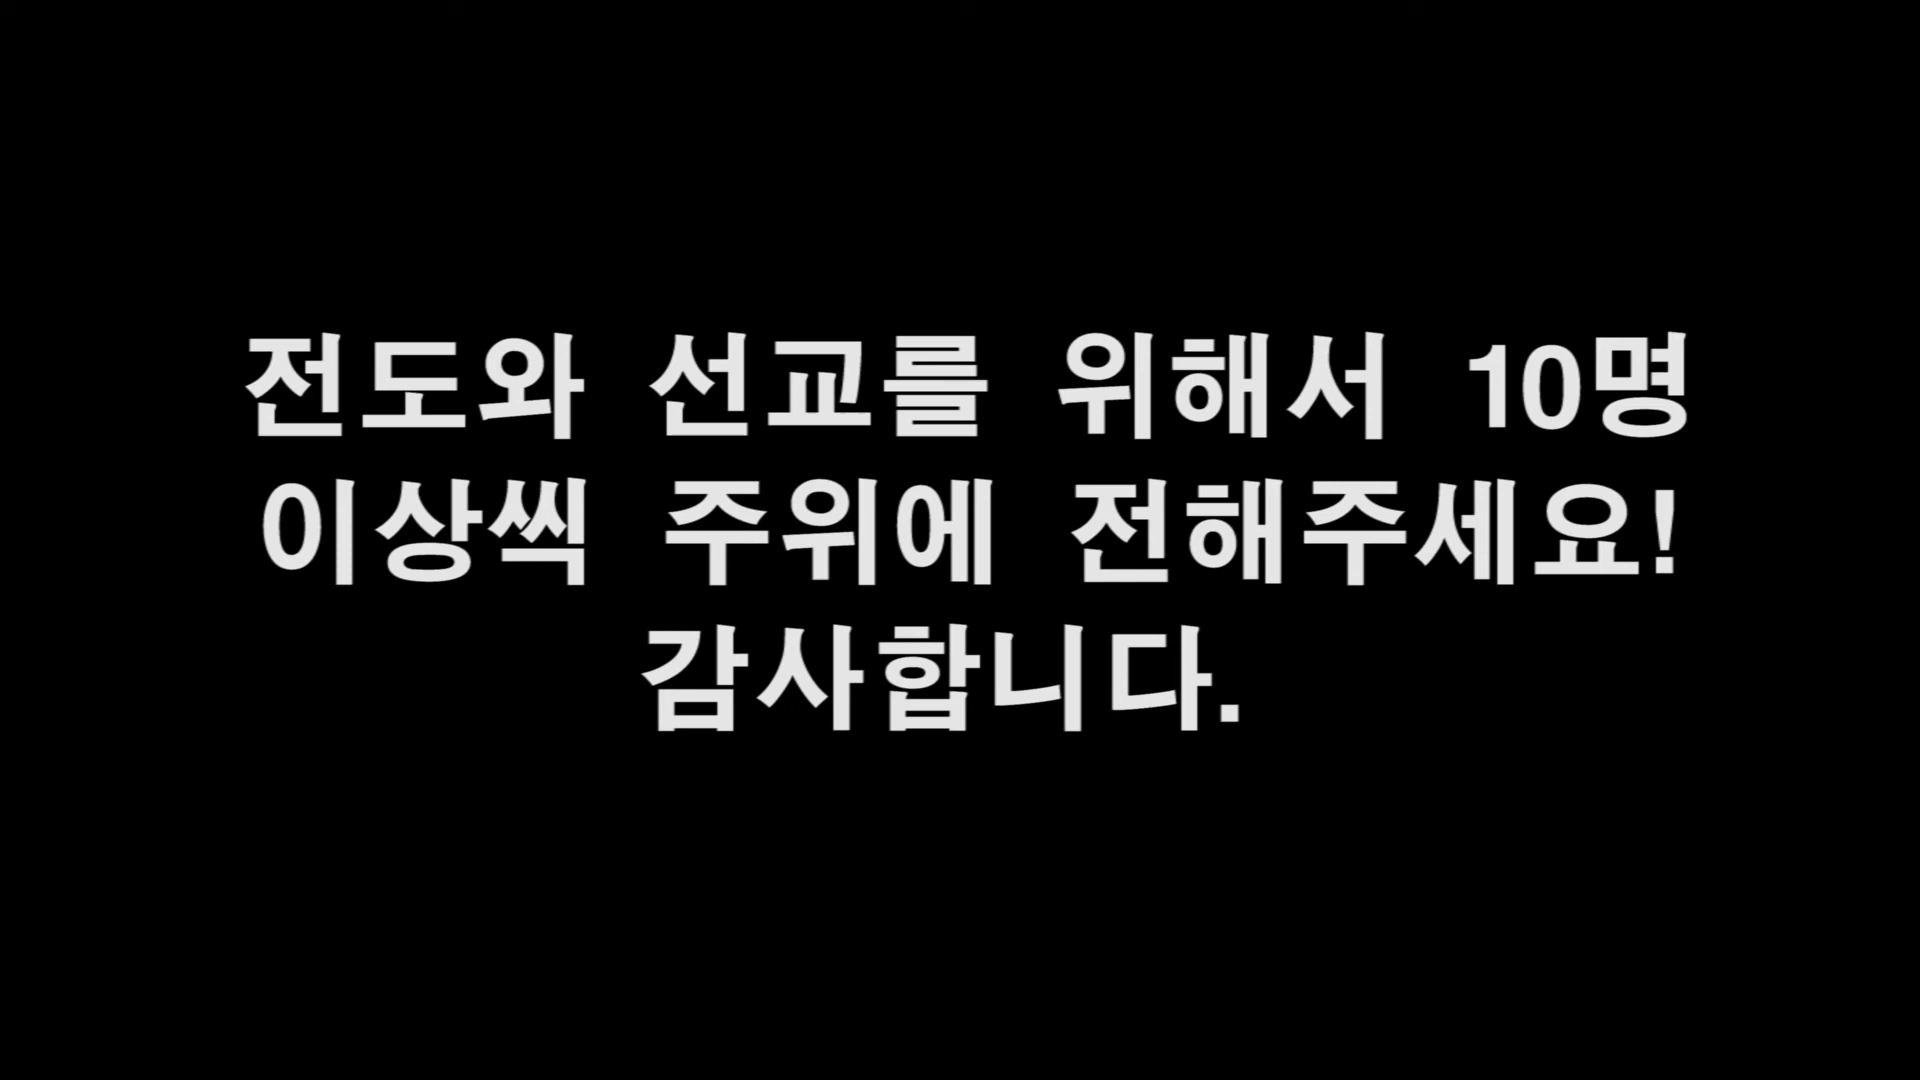 전도와 선교를 위해서 10명
이상씩 주위에 전해주세요!
감사합니다.